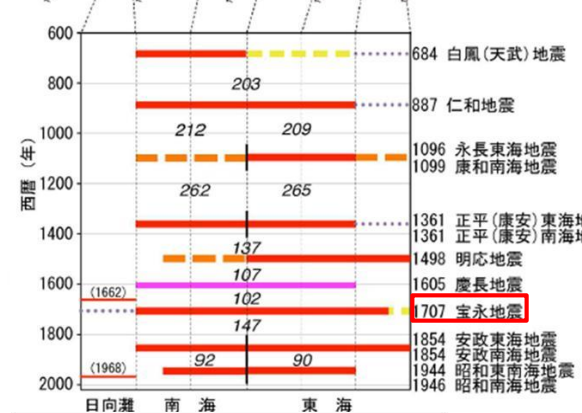 600
684 白鳳(天武)地震
800
203
887 仁和地震
1000
212 209
1096 永長東海地震
1099 康和南海地震
西暦(年)
1200
262 265
1361 正平(康安)東海地
1361 正平(康安)南海地
1400
137
1498 明応地震
107
1600
1605 慶長地震
(1662)
102
1707 宝永地震
147
1800
1854 安政東海地震
1854 安政南海地震
(1968)
92 90
1944 昭和東南海地震
2000
1946 昭和南海地震
日向灘 南海 東海